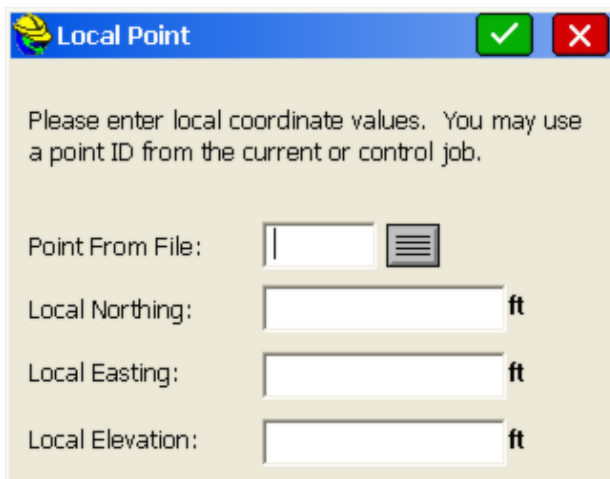 Local Point
Please enter local coordinate values.  You may use
a point ID from the current or control job.
Point From File:
Local Northing: ft
Local Easting: ft
Local Elevation: ft